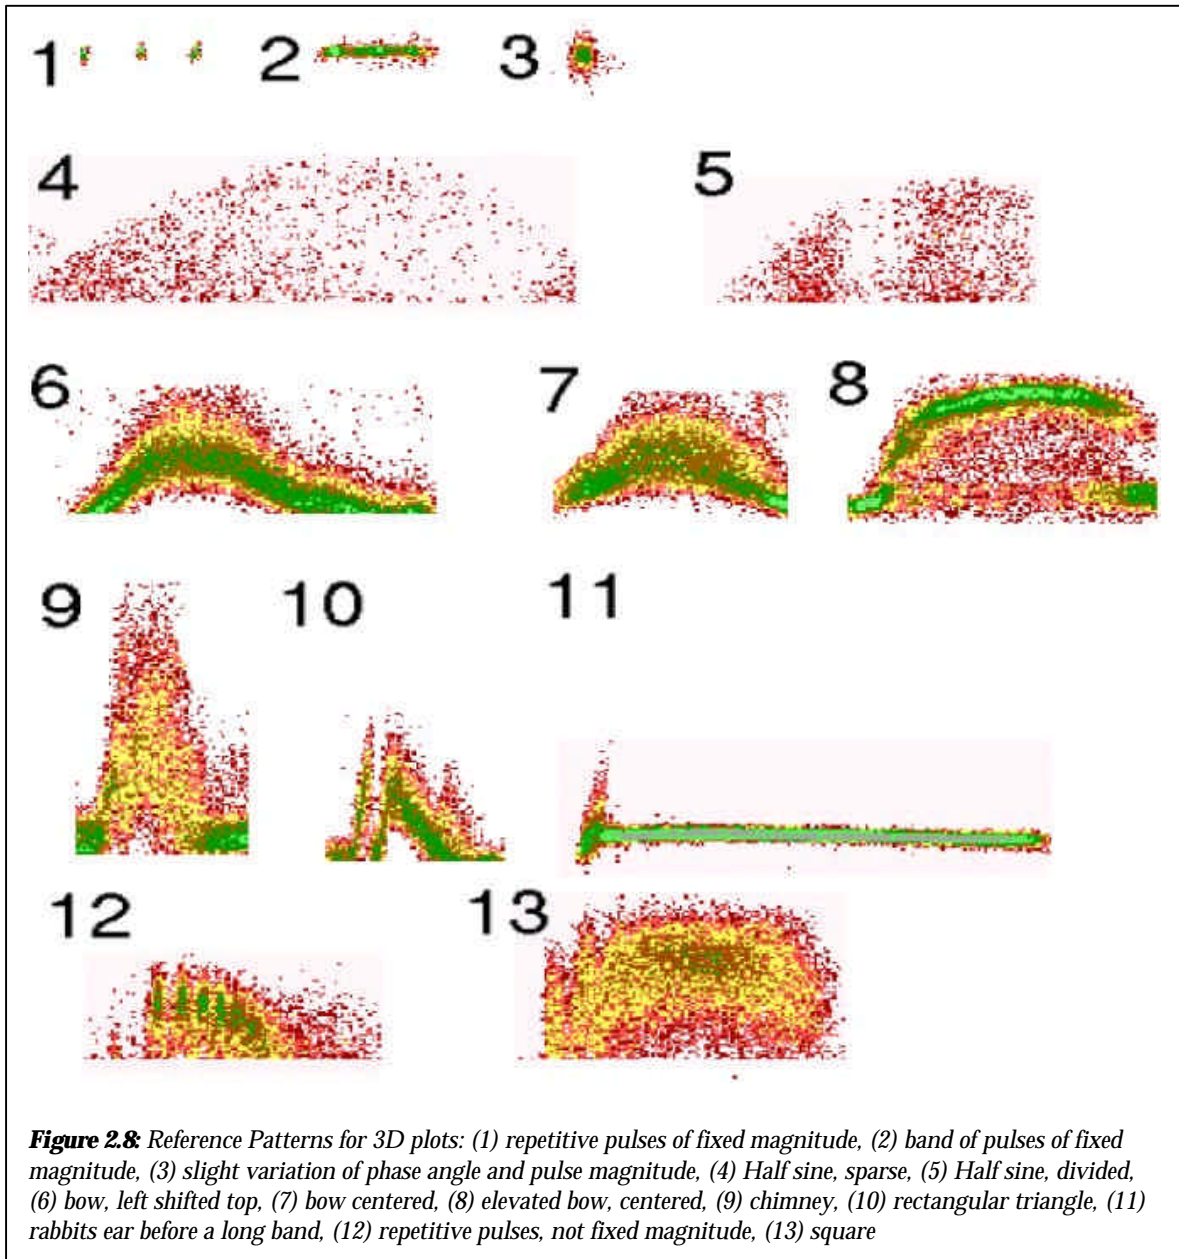 1 2 3
4 5
6 7 8
9 10 11
12 13
Figure 2.8: Reference Patterns for 3D plots: (1) repetitive pulses of fixed magnitude, (2) band of pulses of fixed
magnitude, (3) slight variation of phase angle and pulse magnitude, (4) Half sine, sparse, (5) Half sine, divided,
(6) bow, left shifted top, (7) bow centered, (8) elevated bow, centered, (9) chimney, (10) rectangular triangle, (11)
rabbits ear before a long band, (12) repetitive pulses, not fixed magnitude, (13) square